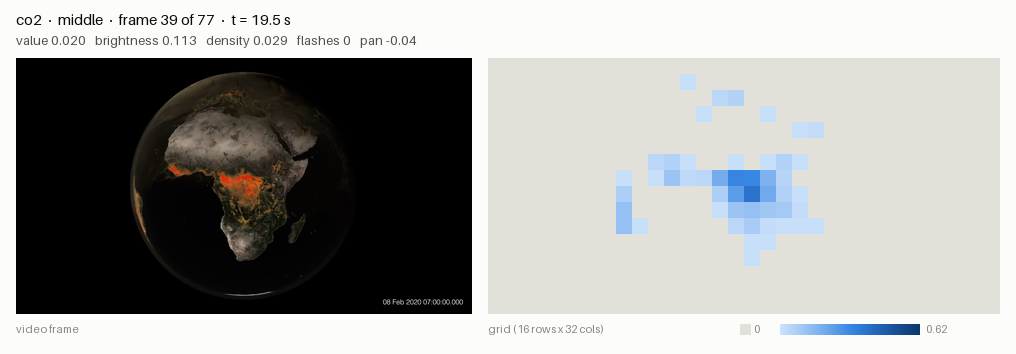 co2 · middle · frame 39 of 77 · t = 19.5 s
value 0.020 brightness 0.113 density 0.029 flashes 0 pan -0.04
08 Feb 2020 07:00:00.000
video frame
grid (16 rows x 32 cols)
0
0.62